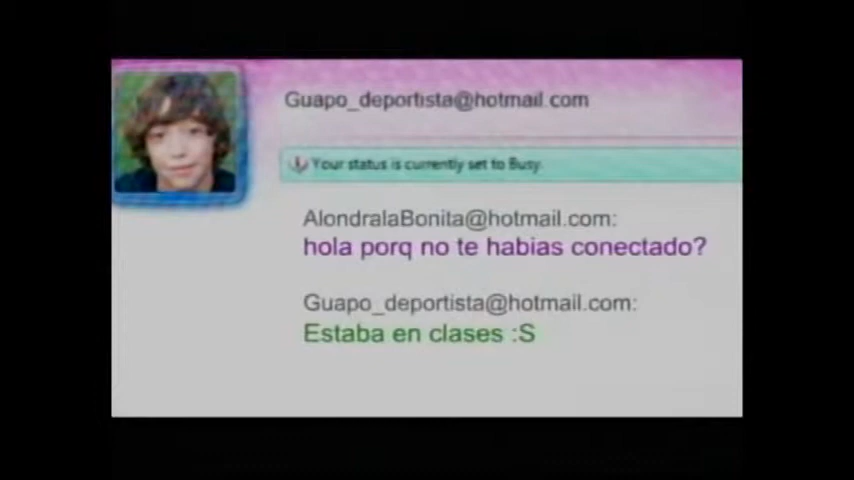 Guapo_deportista@hotmail.com
Your status is currently set to Busy.
AlondralaBonita@hotmail.com:
hola porq no te habias conectado?
Guapo_deportista@hotmail.com:
Estaba en clases :S